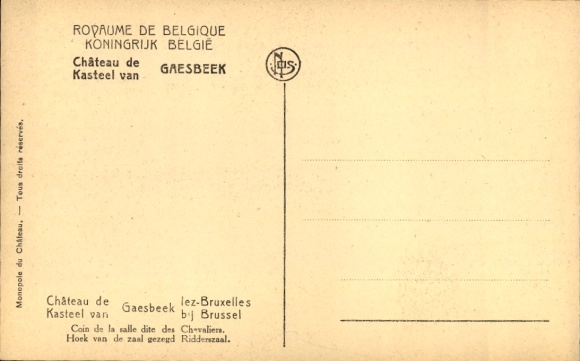 ROYAUME DE BELGIQUE
KONINGRIJK BELGIË
Château de
Kasteel van GAESBEEK
Monopole du Château. — Tous droits réservés.
Château de Gaesbeek lez-Bruxelles
Kasteel van bij Brussel
Coin de la salle dite des Chevaliers.
Hoek van de zaal gezegd Ridderszaal.